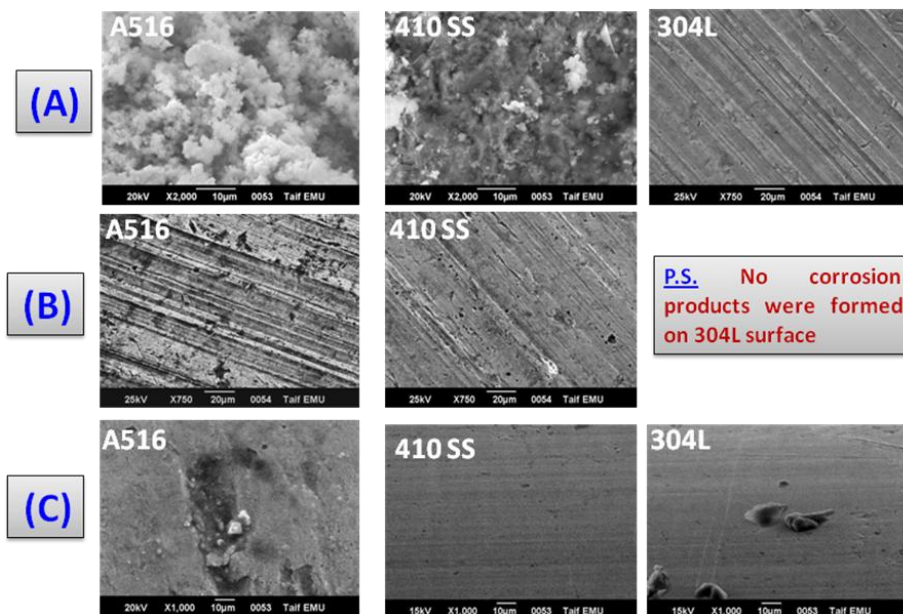 A516
410 SS
304L
(A)
20kV X2,000 10µm 0053 Taif EMU
20kV X2,000 10µm 0053 Taif EMU
25kV X750 20µm 0054 Taif EMU
A516
410 SS
(B)
P.S. No corrosion
products were formed
on 304L surface
25kV X750 20µm 0054 Taif EMU
25kV X750 20µm 0054 Taif EMU
A516
410 SS
304L
(C)
20kV X1,000 10µm 0053 Taif EMU
15kV X1,000 10µm 0053 Taif EMU
15kV X1,000 10µm 0053 Taif EMU